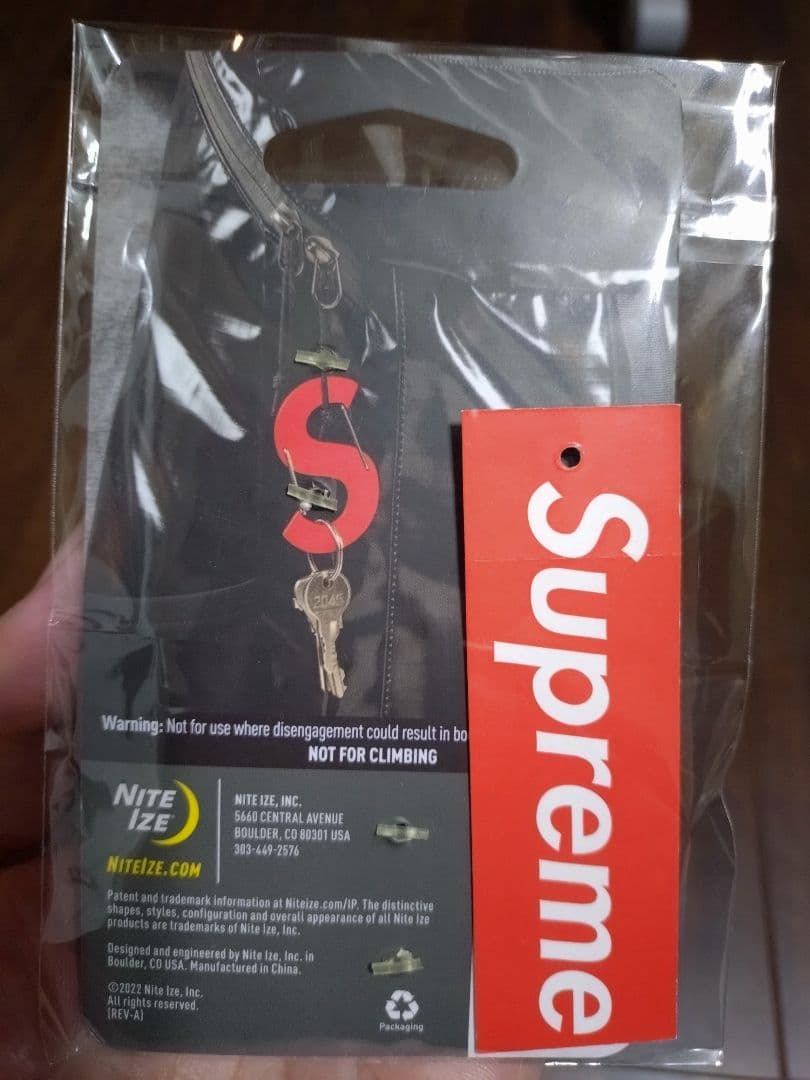 S
2045
Warning: Not for use where disengagement could result in bo
NOT FOR CLIMBING
NITE
IZE
NITEIZE.COM
NITE IZE, INC.
5660 CENTRAL AVENUE
BOULDER, CO 80301 USA
303-449-2576
Patent and trademark information at Niteize.com/IP. The distinctive
shapes, styles, configuration and overall appearance of all Nite Ize
products are trademarks of Nite Ize, Inc.
Designed and engineered by Nite Ize, Inc. in
Boulder, CO USA. Manufactured in China.
©2022 Nite Ize, Inc.
All rights reserved.
(REV-A)
Packaging
Supreme